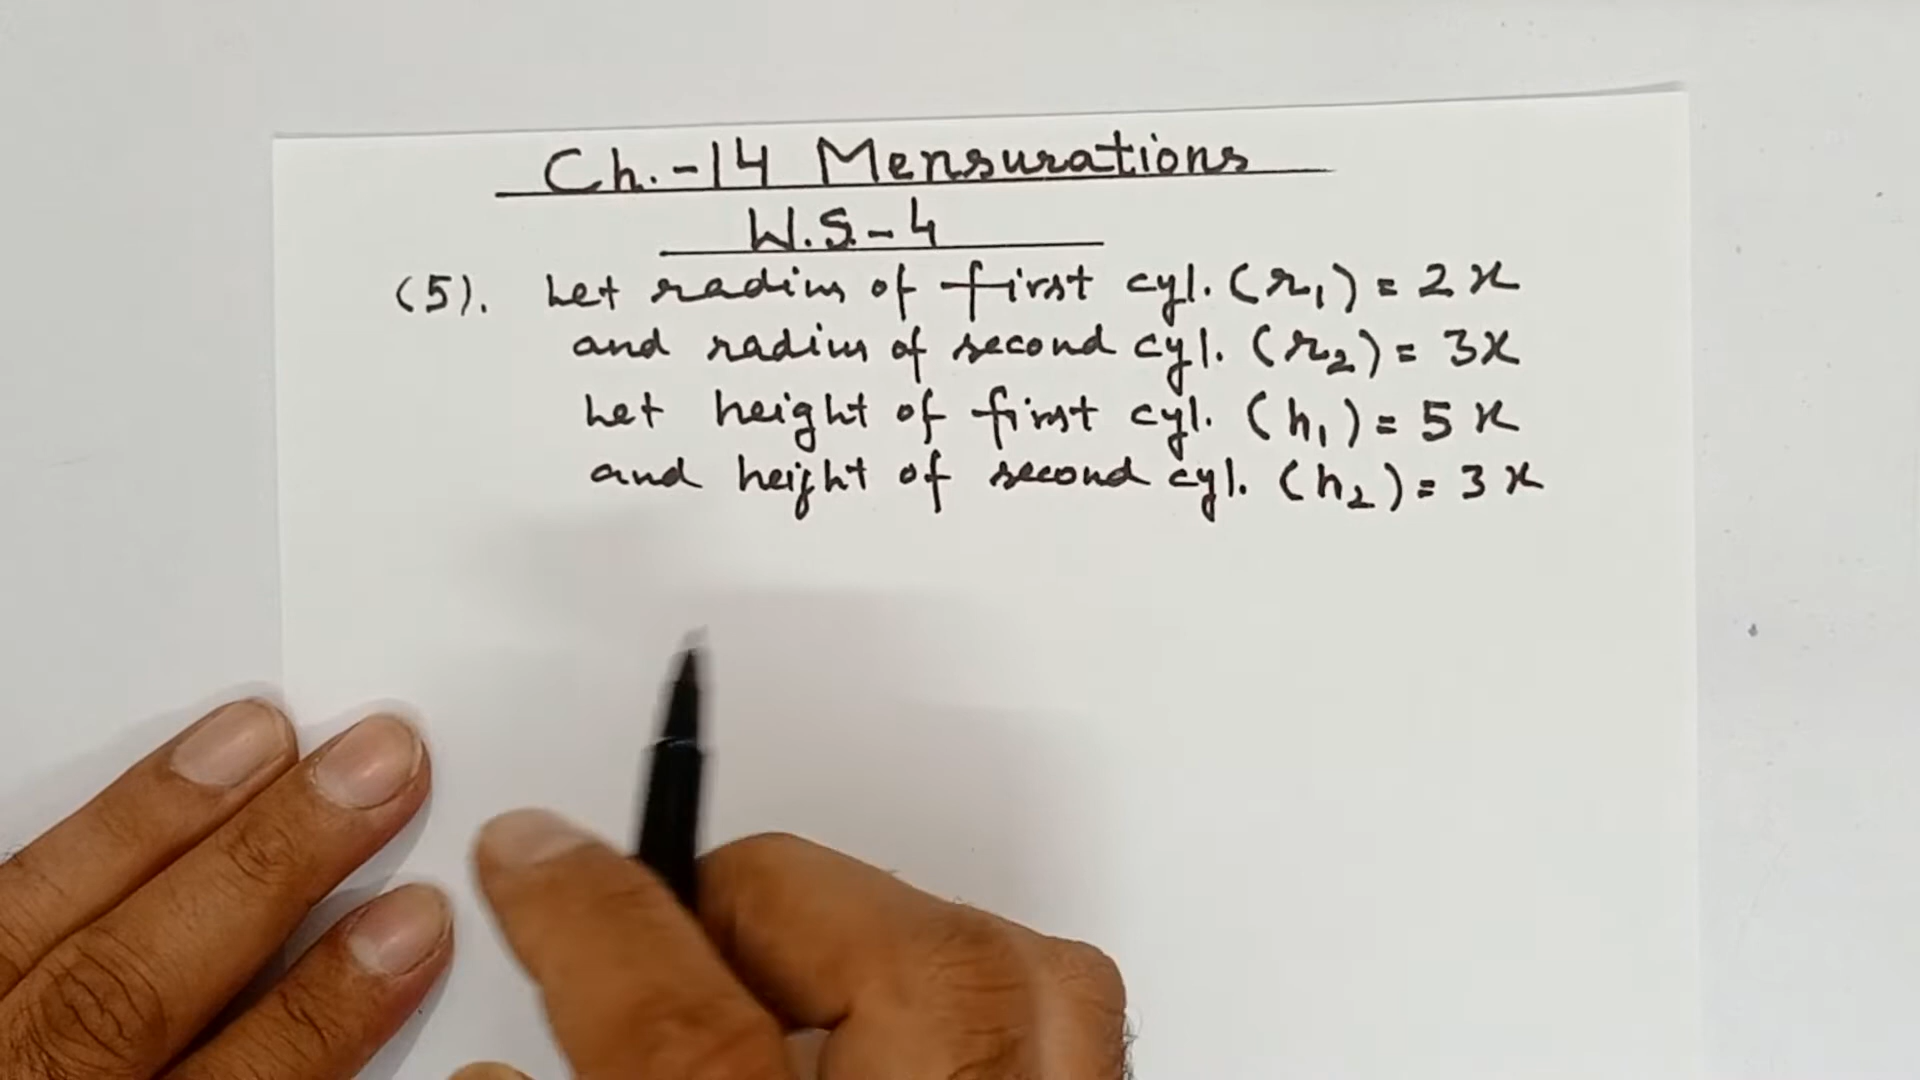 Ch.-14 Mensurations
W.S.-4
(5). Let radius of first cyl. (r₁) = 2x
and radius of second cyl. (r₂) = 3x
Let height of first cyl. (h₁) = 5x
and height of second cyl. (h₂) = 3x